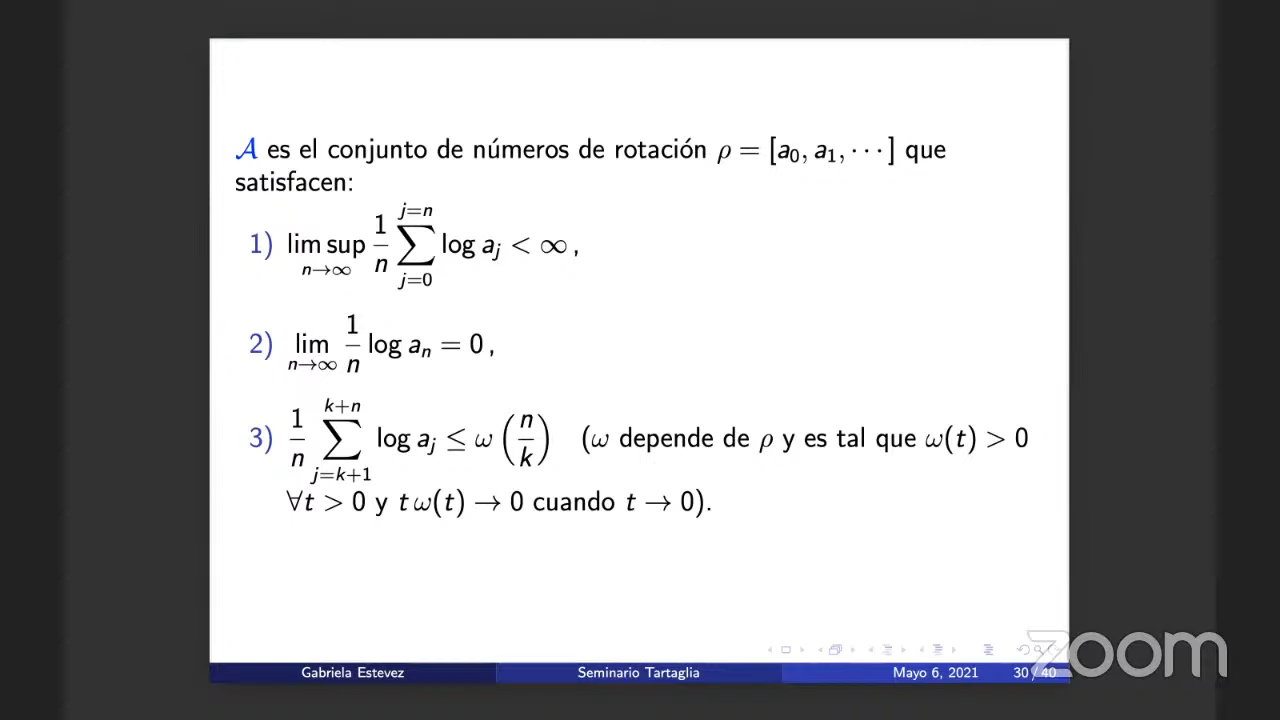 𝒜 es el conjunto de números de rotación ρ = [a₀, a₁, ⋯ ] que
satisfacen:
1) lim sup_{n→∞} 1/n ∑_{j=0}^{j=n} log a_j < ∞ ,
2) lim_{n→∞} 1/n log a_n = 0 ,
3) 1/n ∑_{j=k+1}^{k+n} log a_j ≤ ω (n/k) (ω depende de ρ y es tal que ω(t) > 0
∀t > 0 y t ω(t) → 0 cuando t → 0).
Gabriela Estevez Seminario Tartaglia Mayo 6, 2021 30 / 40
zoom